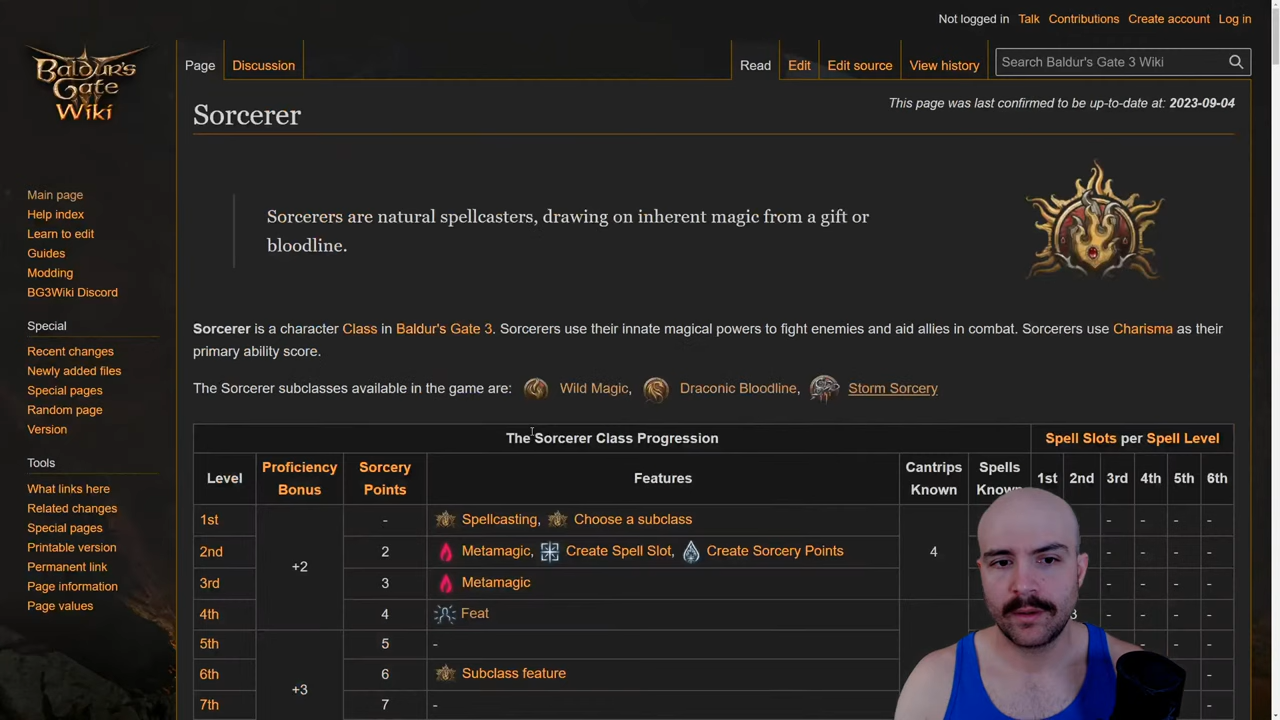 Not logged in Talk Contributions Create account Log in
Baldur's Gate Wiki
Page Discussion Read Edit Edit source View history Search Baldur's Gate 3 Wiki
Sorcerer
This page was last confirmed to be up-to-date at: 2023-09-04
Main page
Help index
Learn to edit
Guides
Modding
BG3Wiki Discord
Special
Recent changes
Newly added files
Special pages
Random page
Version
Tools
What links here
Related changes
Special pages
Printable version
Permanent link
Page information
Page values
Sorcerers are natural spellcasters, drawing on inherent magic from a gift or
bloodline.
Sorcerer is a character Class in Baldur's Gate 3. Sorcerers use their innate magical powers to fight enemies and aid allies in combat. Sorcerers use Charisma as their
primary ability score.
The Sorcerer subclasses available in the game are: Wild Magic, Draconic Bloodline, Storm Sorcery
The Sorcerer Class Progression Spell Slots per Spell Level
Level Proficiency Bonus Sorcery Points Features Cantrips Known Spells 1st 2nd 3rd 4th 5th 6th
1st - Spellcasting, Choose a subclass - - - -
2nd +2 2 Metamagic, Create Spell Slot, Create Sorcery Points 4 - - - -
3rd 3 Metamagic - - - -
4th 4 Feat 3 - - - -
5th 5 - - - -
6th +3 6 Subclass feature - - -
7th 7 - - -